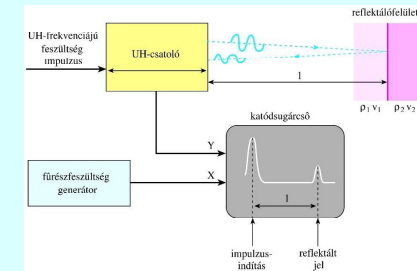 reflektálófelület
UH-frekvenciájú
feszültség
impulzus
UH-csatoló
l
ρ₁ v₁
ρ₂ v₂
katódsugárcső
Y
X
fűrészfeszültség
generátor
l
impulzus-
indítás
reflektált
jel